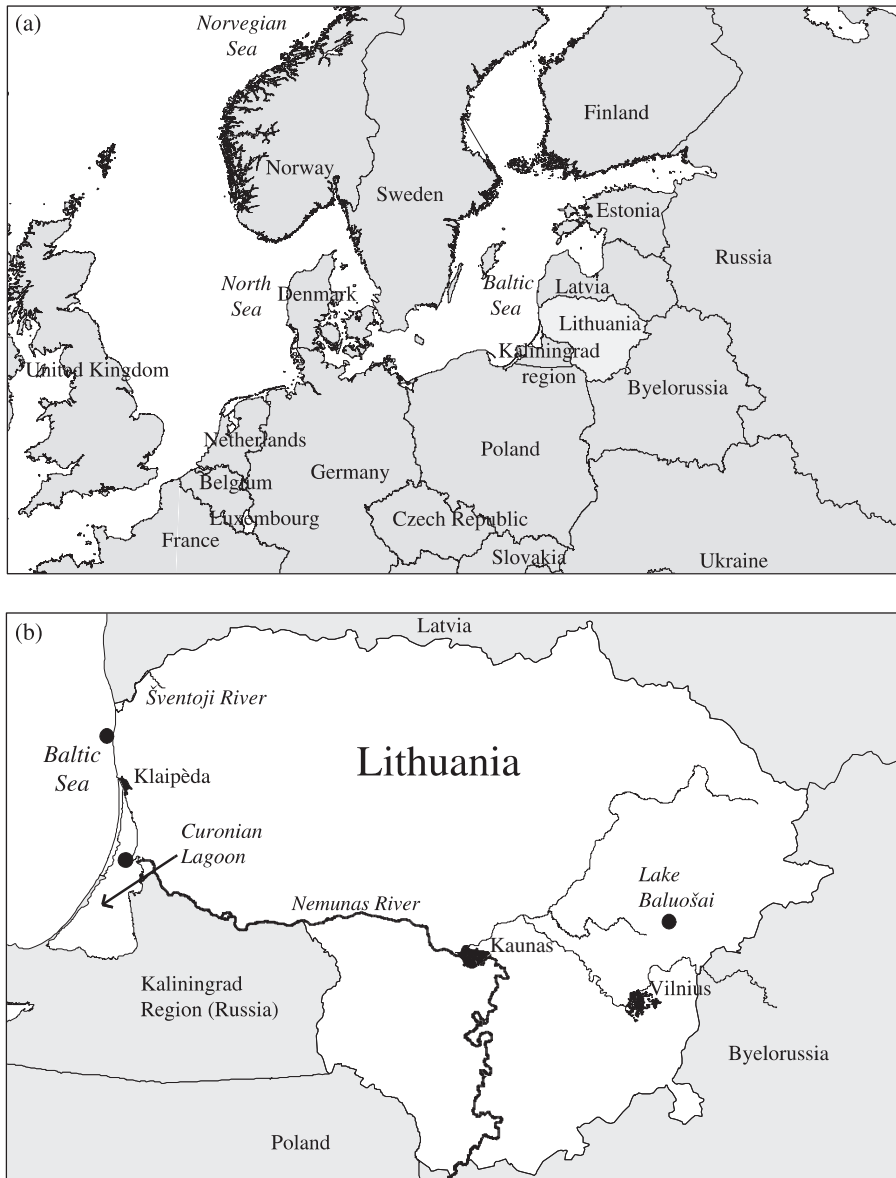 (a)
Norwegian
Sea
Finland
Norway
Sweden
Estonia
Russia
North
Sea
Denmark
Baltic
Sea
Latvia
Lithuania
Kaliningrad
region
United Kingdom
Byelorussia
Netherlands
Poland
Germany
Belgium
Luxembourg
Czech Republic
France
Slovakia
Ukraine
(b)
Latvia
Šventoji River
Baltic
Sea
Lithuania
Klaipèda
Curonian
Lagoon
Lake
Baluošai
Nemunas River
Kaunas
Kaliningrad
Region (Russia)
Vilnius
Byelorussia
Poland